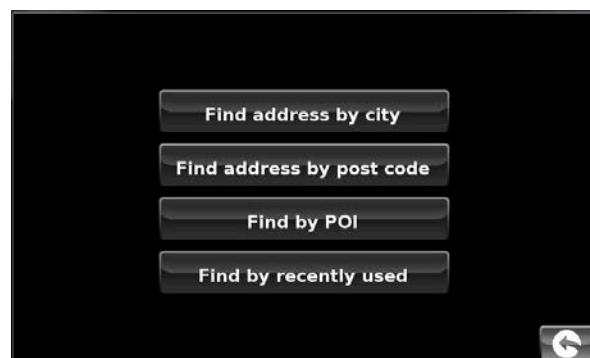 Find address by city
Find address by post code
Find by POI
Find by recently used